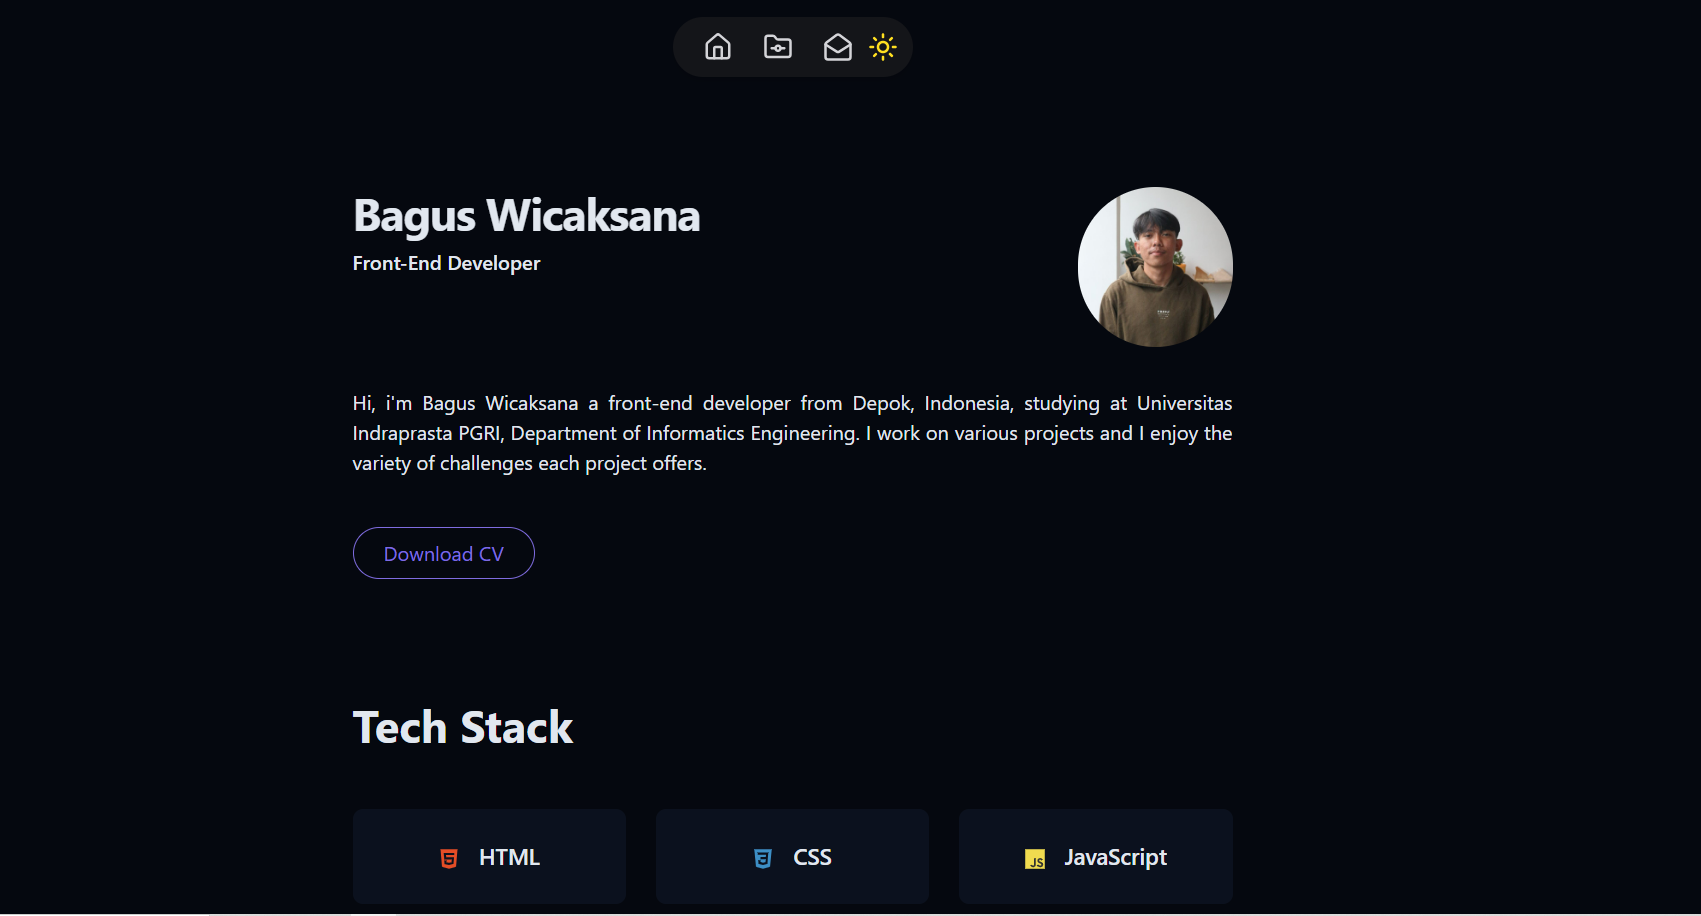 Bagus Wicaksana
Front-End Developer
Hi, i'm Bagus Wicaksana a front-end developer from Depok, Indonesia, studying at Universitas
Indraprasta PGRI, Department of Informatics Engineering. I work on various projects and I enjoy the
variety of challenges each project offers.
Download CV
Tech Stack
HTML
CSS
JS JavaScript